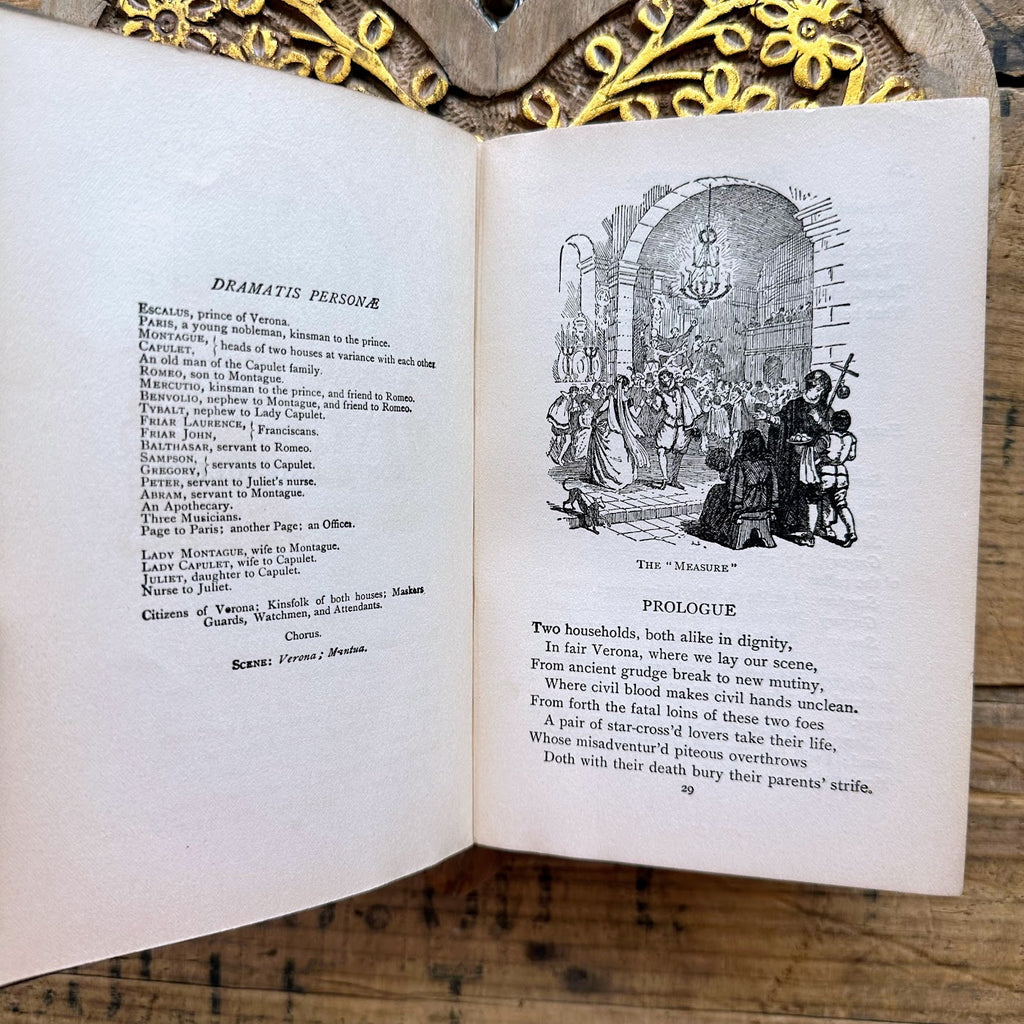 DRAMATIS PERSONÆ
ESCALUS, prince of Verona.
PARIS, a young nobleman, kinsman to the prince.
MONTAGUE,
CAPULET, { heads of two houses at variance with each other.
An old man of the Capulet family.
ROMEO, son to Montague.
MERCUTIO, kinsman to the prince, and friend to Romeo.
BENVOLIO, nephew to Montague, and friend to Romeo.
TYBALT, nephew to Lady Capulet.
FRIAR LAURENCE,
FRIAR JOHN, { Franciscans.
BALTHASAR, servant to Romeo.
SAMPSON,
GREGORY, { servants to Capulet.
PETER, servant to Juliet's nurse.
ABRAM, servant to Montague.
An Apothecary.
Three Musicians.
Page to Paris; another Page; an Officer.
LADY MONTAGUE, wife to Montague.
LADY CAPULET, wife to Capulet.
JULIET, daughter to Capulet.
Nurse to Juliet.
Citizens of Verona; Kinsfolk of both houses; Maskers,
Guards, Watchmen, and Attendants.
Chorus.
SCENE: Verona; Mantua.
THE "MEASURE"
PROLOGUE
Two households, both alike in dignity,
In fair Verona, where we lay our scene,
From ancient grudge break to new mutiny,
Where civil blood makes civil hands unclean.
From forth the fatal loins of these two foes
A pair of star-cross'd lovers take their life,
Whose misadventur'd piteous overthrows
Doth with their death bury their parents' strife.
29